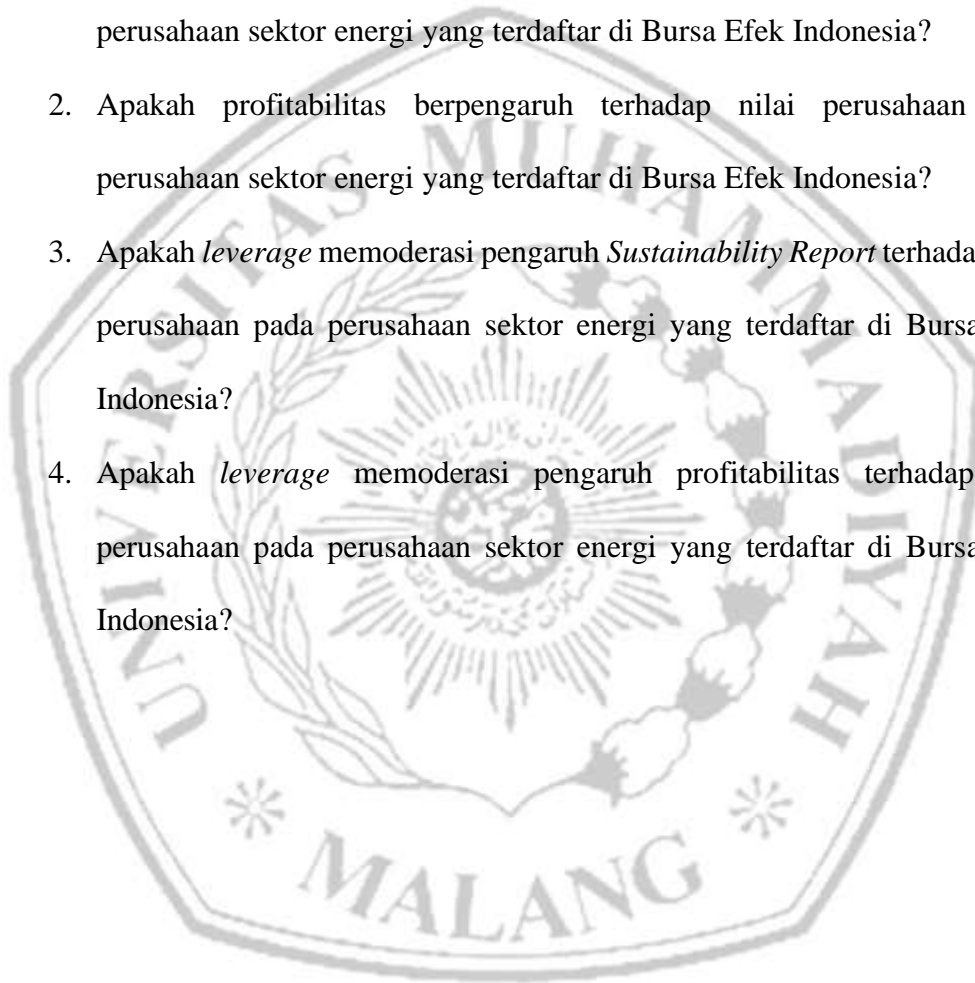 perusahaan sektor energi yang terdaftar di Bursa Efek Indonesia?
2. Apakah profitabilitas berpengaruh terhadap nilai perusahaan
perusahaan sektor energi yang terdaftar di Bursa Efek Indonesia?
3. Apakah leverage memoderasi pengaruh Sustainability Report terhada
perusahaan pada perusahaan sektor energi yang terdaftar di Bursa
Indonesia?
4. Apakah leverage memoderasi pengaruh profitabilitas terhadap
perusahaan pada perusahaan sektor energi yang terdaftar di Bursa
Indonesia?
UNIVERSITAS MUHAMMADIYAH
MALANG